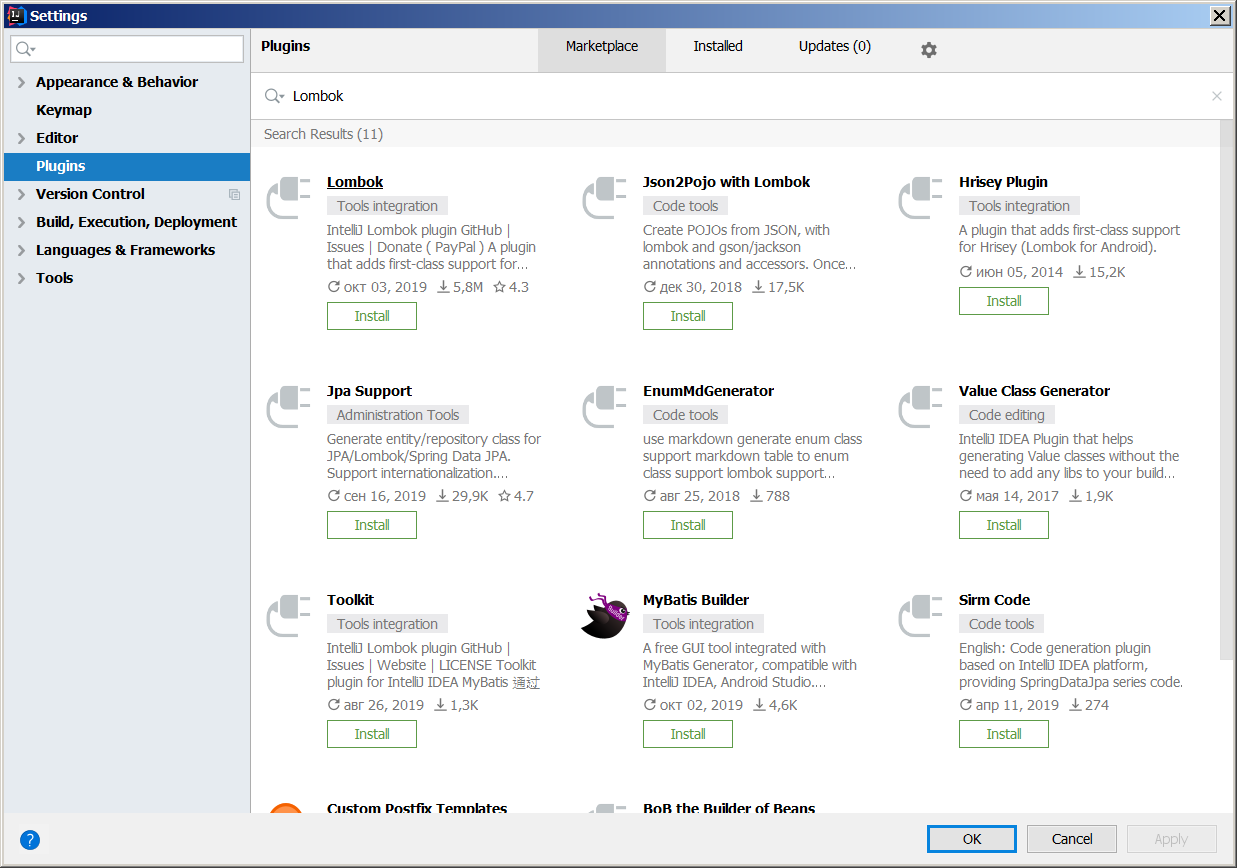 Settings
Plugins
Marketplace
Installed
Updates (0)
Appearance & Behavior
Keymap
Editor
Plugins
Version Control
Build, Execution, Deployment
Languages & Frameworks
Tools
Lombok
Search Results (11)
Lombok
Tools integration
IntelliJ Lombok plugin GitHub |
Issues | Donate ( PayPal ) A plugin
that adds first-class support for...
окт 03, 2019 5,8M 4.3
Install
Json2Pojo with Lombok
Code tools
Create POJOs from JSON, with
lombok and gson/jackson
annotations and accessors. Once...
дек 30, 2018 17,5K
Install
Hrisey Plugin
Tools integration
A plugin that adds first-class support
for Hrisey (Lombok for Android).
июн 05, 2014 15,2K
Install
Jpa Support
Administration Tools
Generate entity/repository class for
JPA/Lombok/Spring Data JPA.
Support internationalization....
сен 16, 2019 29,9K 4.7
Install
EnumMdGenerator
Code tools
use markdown generate enum class
support markdown table to enum
class support lombok support...
авг 25, 2018 788
Install
Value Class Generator
Code editing
IntelliJ IDEA Plugin that helps
generating Value classes without the
need to add any libs to your build...
мая 14, 2017 1,9K
Install
Toolkit
Tools integration
IntelliJ Lombok plugin GitHub |
Issues | Website | LICENSE Toolkit
plugin for IntelliJ IDEA MyBatis 通过
авг 26, 2019 1,3K
Install
MyBatis Builder
Tools integration
A free GUI tool integrated with
MyBatis Generator, compatible with
IntelliJ IDEA, Android Studio....
окт 02, 2019 4,6K
Install
Sirm Code
Code tools
English: Code generation plugin
based on IntelliJ IDEA platform,
providing SpringDataJpa series code.
апр 11, 2019 274
Install
Custom Postfix Templates
BoB the Builder of Beans
?
OK
Cancel
Apply